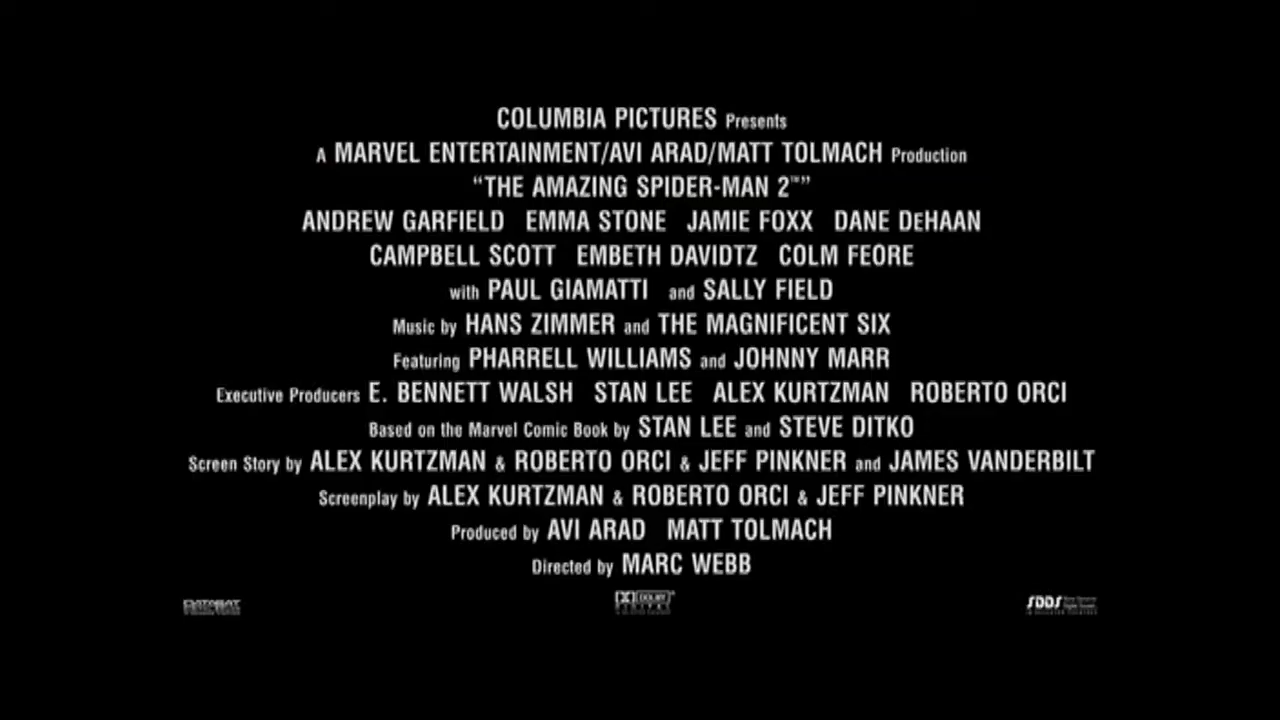 COLUMBIA PICTURES Presents
A MARVEL ENTERTAINMENT/AVI ARAD/MATT TOLMACH Production
“THE AMAZING SPIDER-MAN 2™”
ANDREW GARFIELD EMMA STONE JAMIE FOXX DANE DEHAAN
CAMPBELL SCOTT EMBETH DAVIDTZ COLM FEORE
with PAUL GIAMATTI and SALLY FIELD
Music by HANS ZIMMER and THE MAGNIFICENT SIX
Featuring PHARRELL WILLIAMS and JOHNNY MARR
Executive Producers E. BENNETT WALSH STAN LEE ALEX KURTZMAN ROBERTO ORCI
Based on the Marvel Comic Book by STAN LEE and STEVE DITKO
Screen Story by ALEX KURTZMAN & ROBERTO ORCI & JEFF PINKNER and JAMES VANDERBILT
Screenplay by ALEX KURTZMAN & ROBERTO ORCI & JEFF PINKNER
Produced by AVI ARAD MATT TOLMACH
Directed by MARC WEBB
DOLBY SDDS